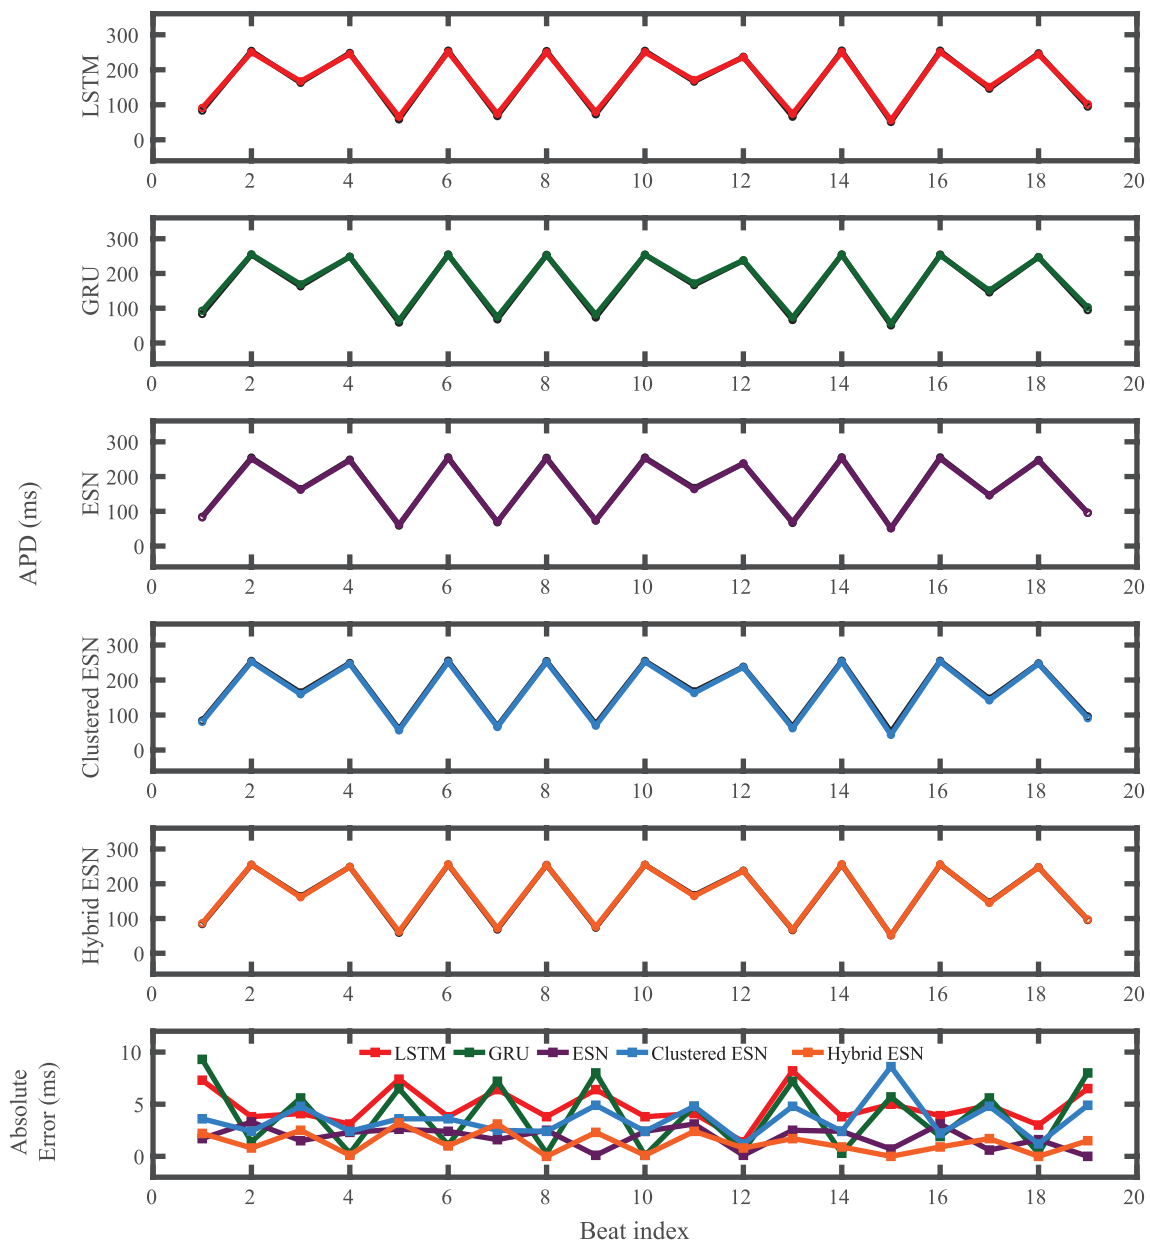 300
200
100
0
LSTM
0 2 4 6 8 10 12 14 16 18 20
300
200
100
0
GRU
0 2 4 6 8 10 12 14 16 18 20
300
200
100
0
ESN
0 2 4 6 8 10 12 14 16 18 20
APD (ms)
300
200
100
0
Clustered ESN
0 2 4 6 8 10 12 14 16 18 20
300
200
100
0
Hybrid ESN
0 2 4 6 8 10 12 14 16 18 20
LSTM GRU ESN Clustered ESN Hybrid ESN
10
5
0
Absolute
Error (ms)
0 2 4 6 8 10 12 14 16 18 20
Beat index